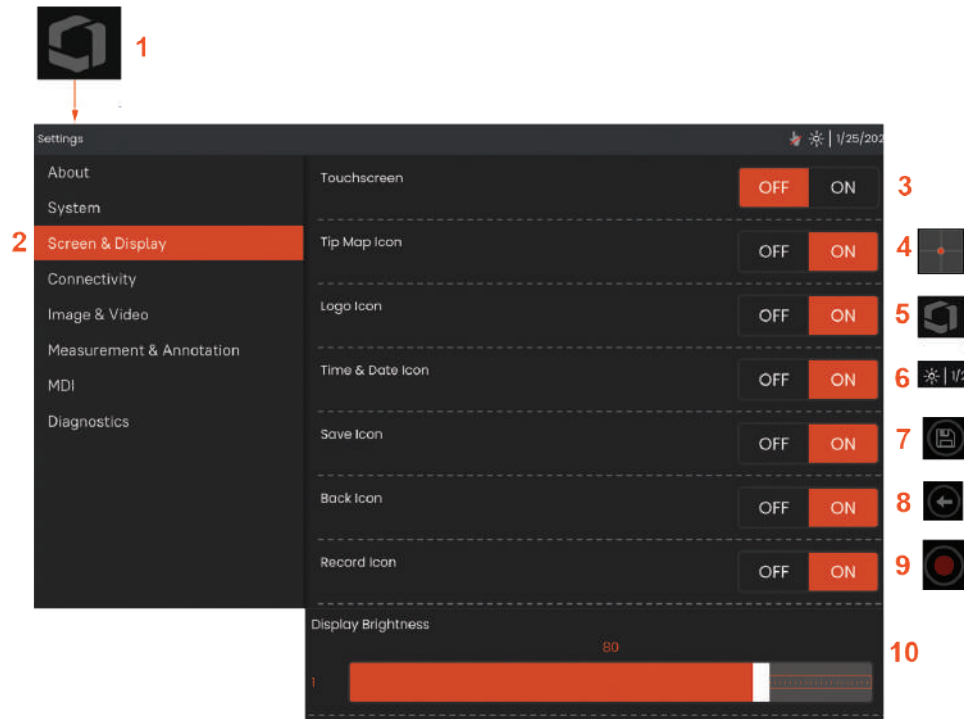 1
Settings
1/25/202
About
System
2 Screen & Display
Connectivity
Image & Video
Measurement & Annotation
MDI
Diagnostics
Touchscreen OFF ON 3
Tip Map Icon OFF ON 4
Logo Icon OFF ON 5
Time & Date Icon OFF ON 6 1/2
Save Icon OFF ON 7
Back Icon OFF ON 8
Record Icon OFF ON 9
Display Brightness
80
10
1